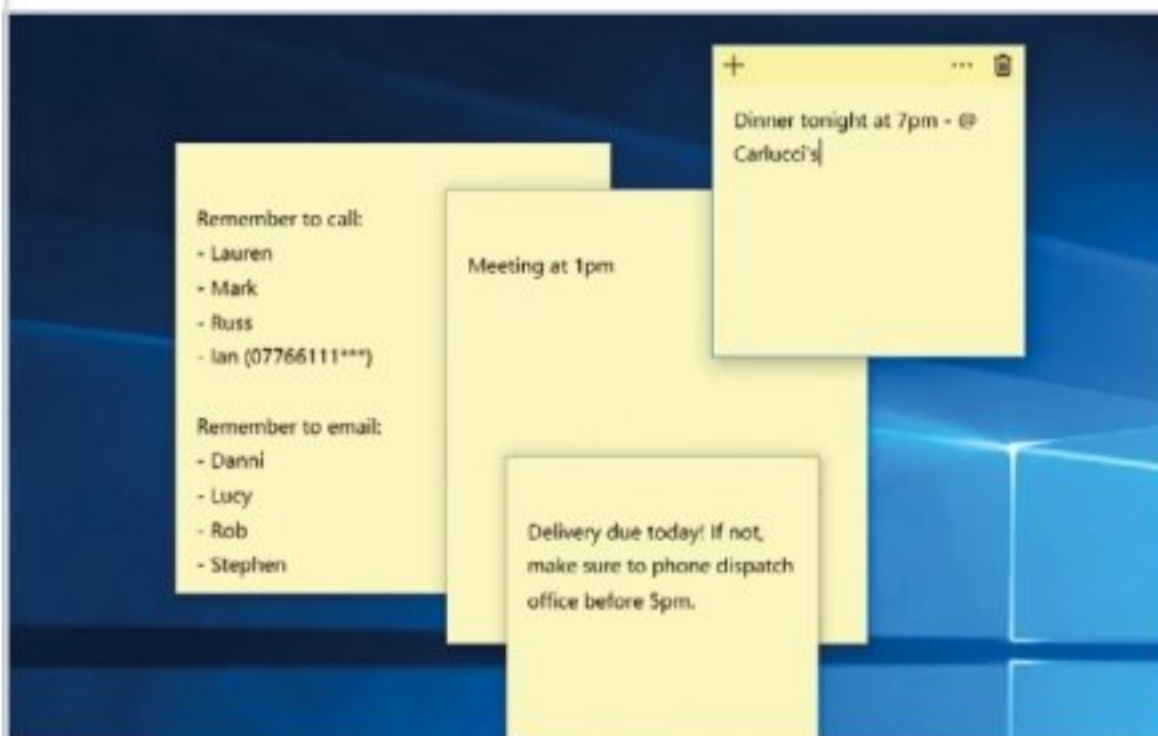 Remember to call:
- Lauren
- Mark
- Russ
- Ian (07766111***)
Remember to email:
- Danni
- Lucy
- Rob
- Stephen
Meeting at 1pm
Dinner tonight at 7pm - @
Carlucci's
Delivery due today! If not,
make sure to phone dispatch
office before 5pm.